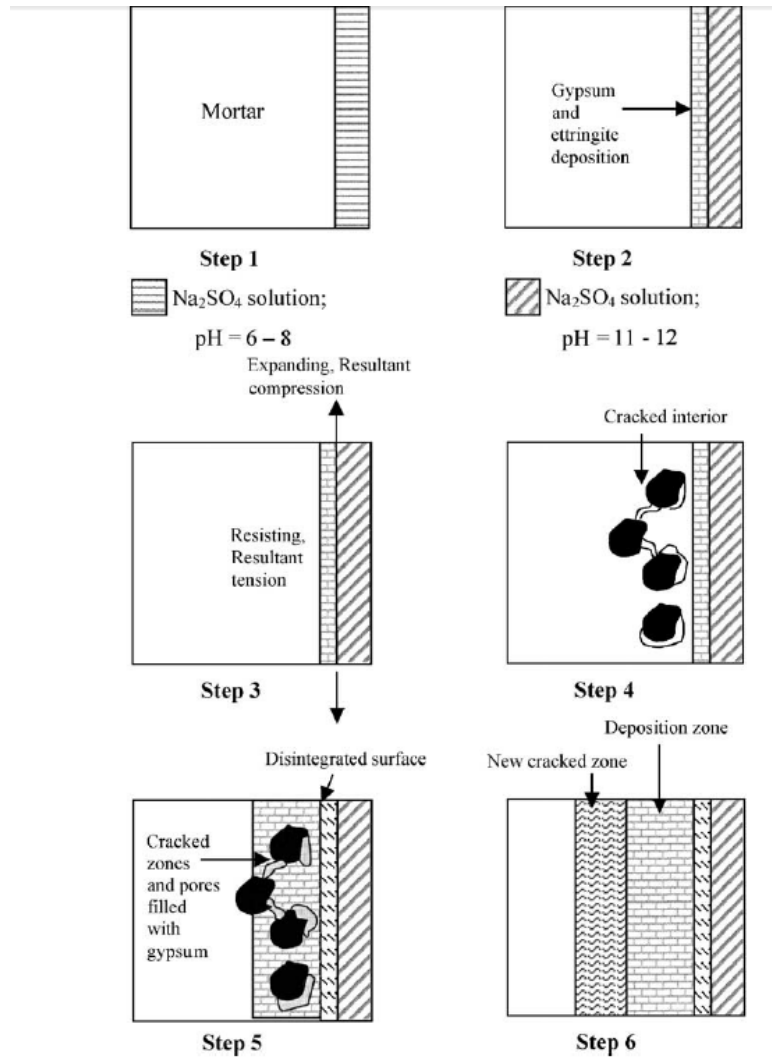 Mortar
Step 1
Na₂SO₄ solution;
pH = 6 – 8
Gypsum
and
ettringite
deposition
Step 2
Na₂SO₄ solution;
pH = 11 - 12
Expanding, Resultant
compression
Resisting,
Resultant
tension
Step 3
Cracked interior
Step 4
Disintegrated surface
Cracked
zones
and pores
filled
with
gypsum
Step 5
Deposition zone
New cracked zone
Step 6